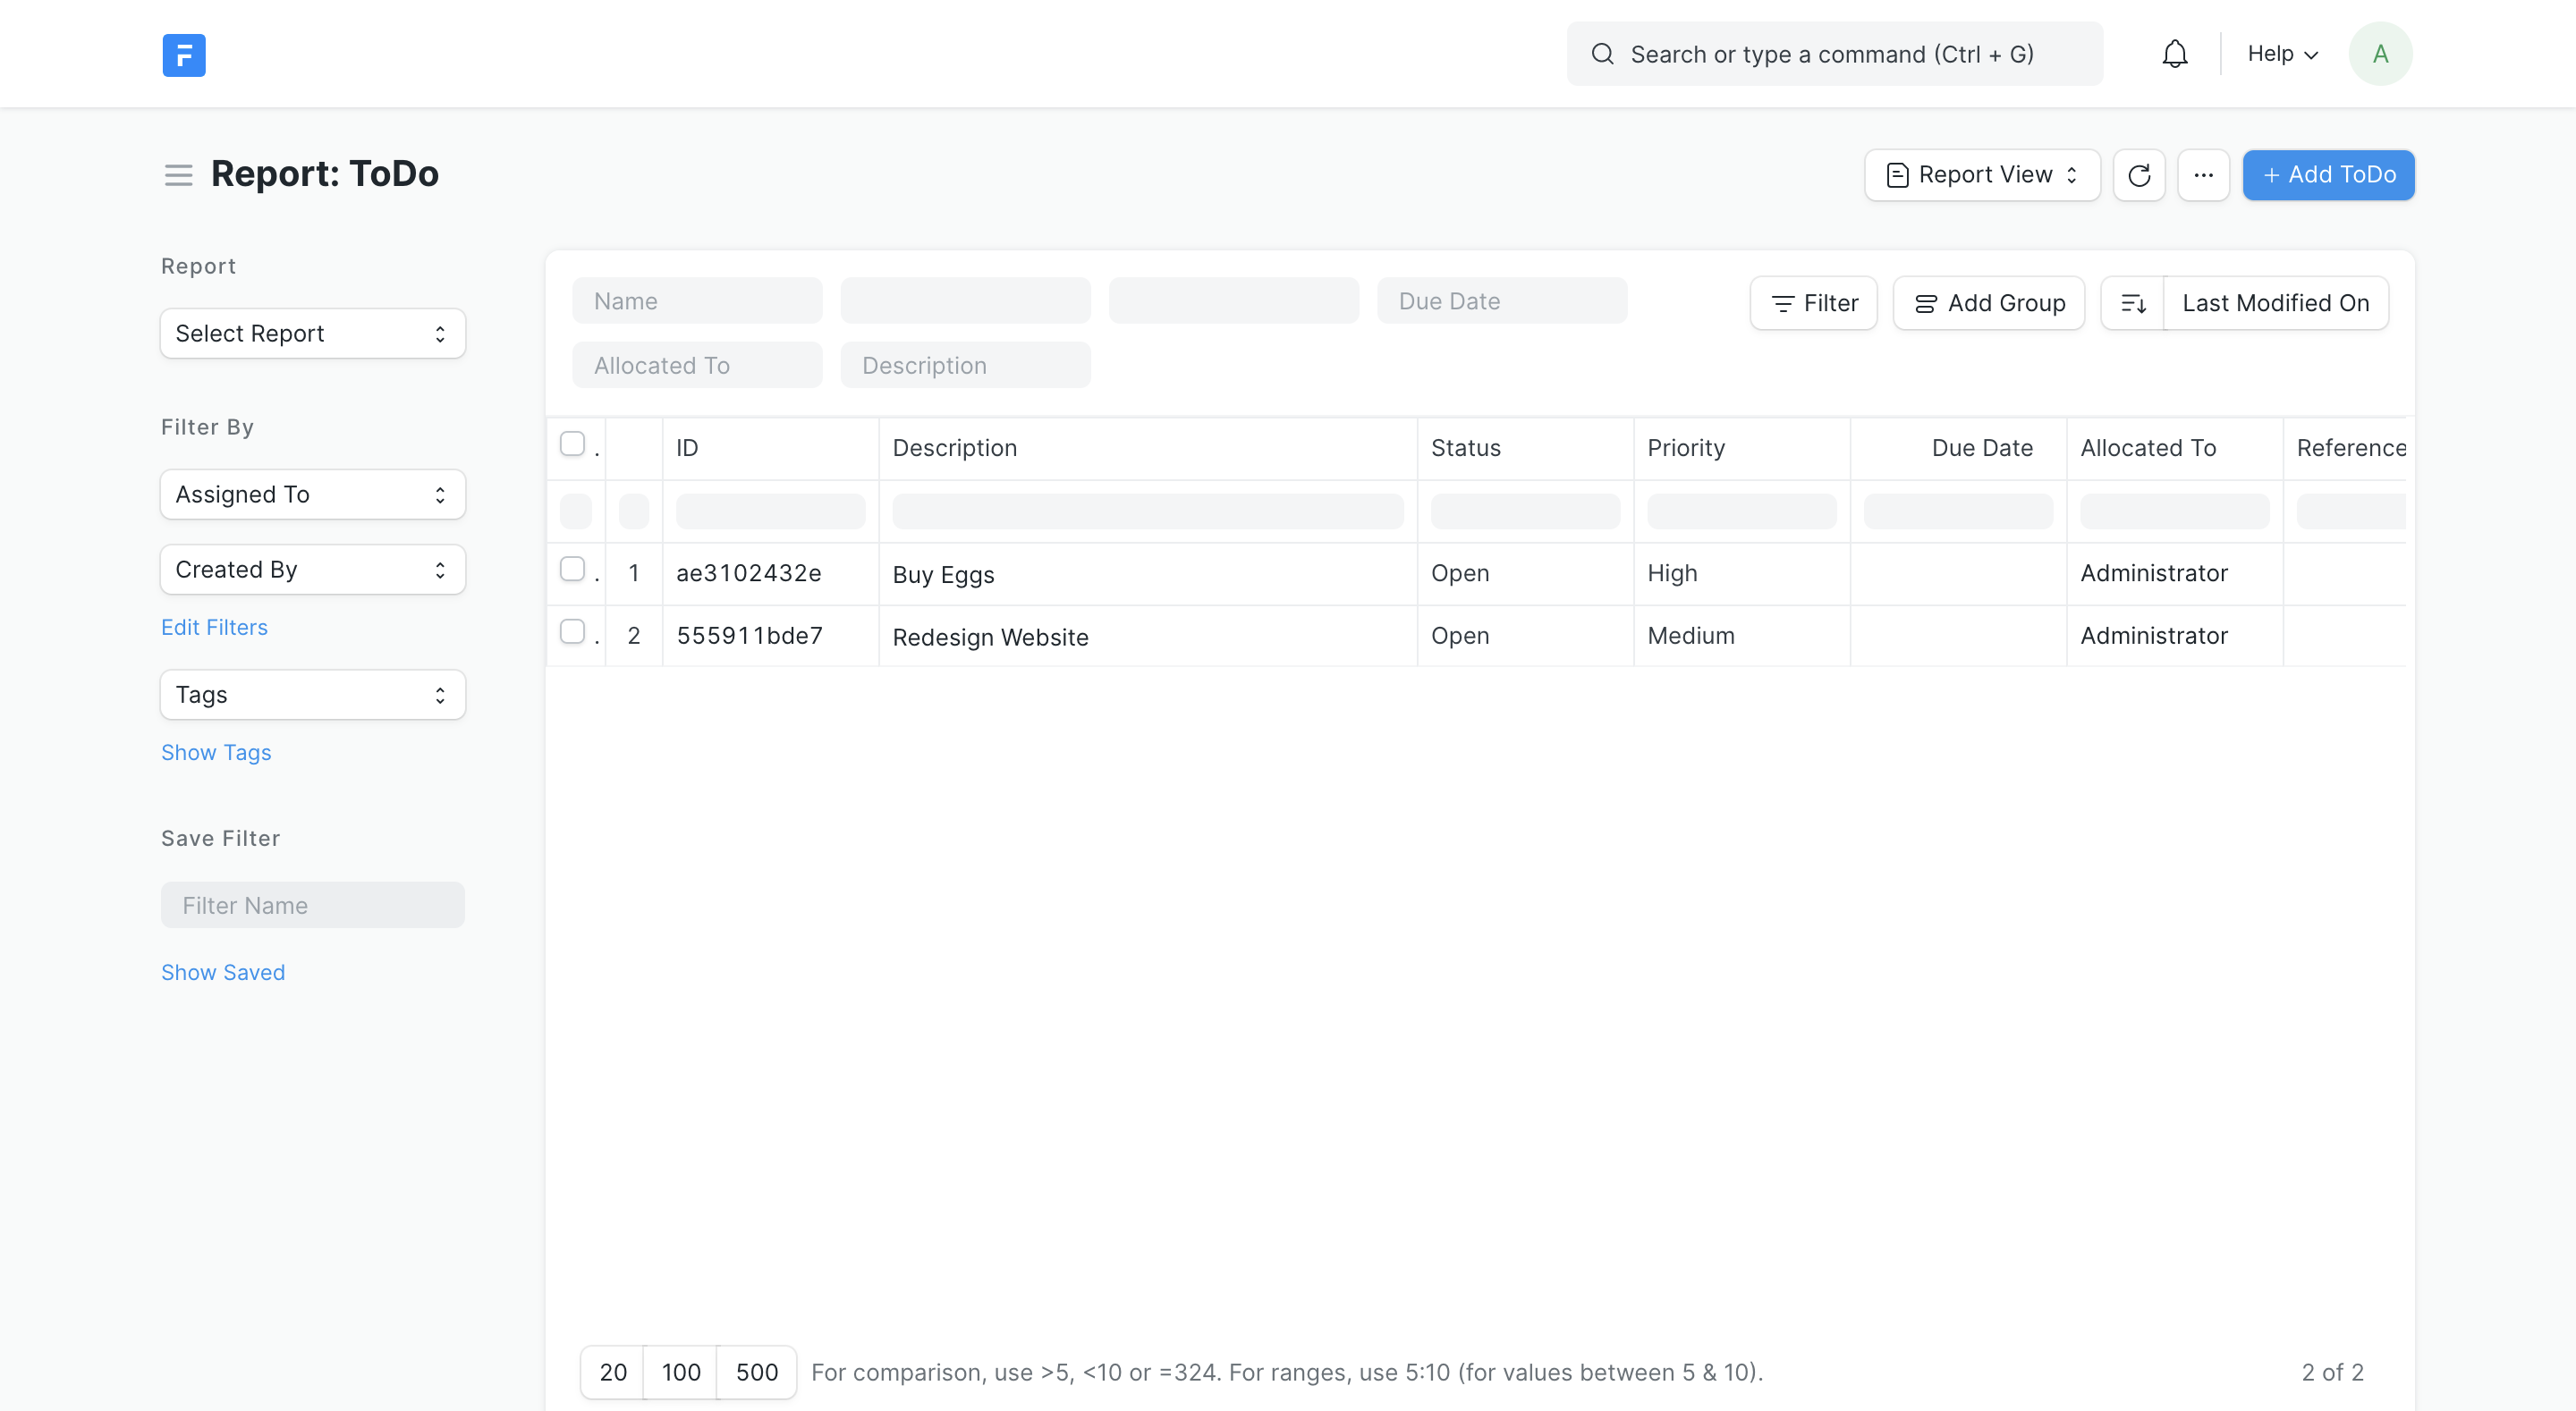 F
Search or type a command (Ctrl + G)
Help
A
Report: ToDo
Report View
...
+ Add ToDo
Report
Select Report
Filter By
Assigned To
Created By
Edit Filters
Tags
Show Tags
Save Filter
Filter Name
Show Saved
Name
Due Date
Filter
Add Group
Last Modified On
Allocated To
Description
. ID Description Status Priority Due Date Allocated To Reference
. 1 ae3102432e Buy Eggs Open High Administrator
. 2 555911bde7 Redesign Website Open Medium Administrator
20 100 500 For comparison, use >5, <10 or =324. For ranges, use 5:10 (for values between 5 & 10). 2 of 2